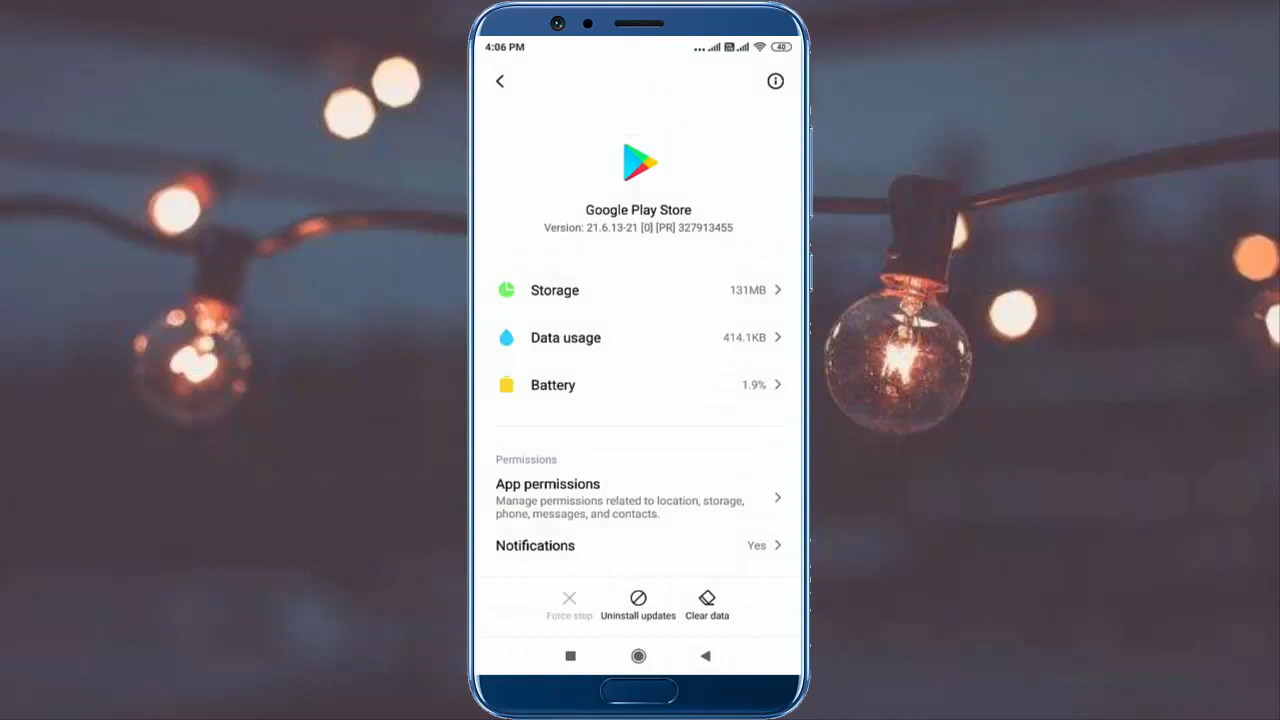 4:06 PM
40
Google Play Store
Version: 21.6.13-21 [0] [PR] 327913455
Storage 131MB
Data usage 414.1KB
Battery 1.9%
Permissions
App permissions
Manage permissions related to location, storage,
phone, messages, and contacts.
Notifications Yes
Force stop Uninstall updates Clear data